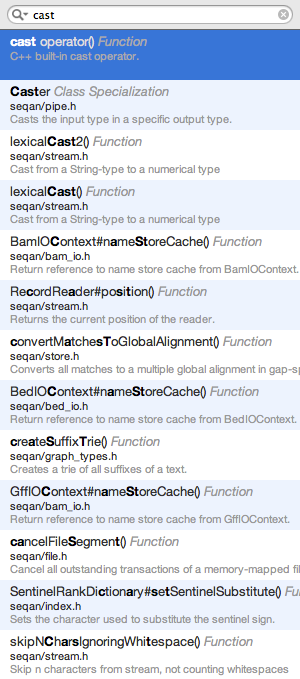 cast
cast operator() Function
C++ built-in cast operator.
Caster Class Specialization
seqan/pipe.h
Casts the input type in a specific output type.
lexicalCast2() Function
seqan/stream.h
Cast from a String-type to a numerical type
lexicalCast() Function
seqan/stream.h
Cast from a String-type to a numerical type
BamIOContext#nameStoreCache() Function
seqan/bam_io.h
Return reference to name store cache from BamIOContext.
RecordReader#position() Function
seqan/stream.h
Returns the current position of the reader.
convertMatchesToGlobalAlignment() Function
seqan/store.h
Converts all matches to a multiple global alignment in gap-sp
BedIOContext#nameStoreCache() Function
seqan/bed_io.h
Return reference to name store cache from BedIOContext.
createSuffixTrie() Function
seqan/graph_types.h
Creates a trie of all suffixes of a text.
GffIOContext#nameStoreCache() Function
seqan/bam_io.h
Return reference to name store cache from GffIOContext.
cancelFileSegment() Function
seqan/file.h
Cancel all outstanding transactions of a memory-mapped fil
SentinelRankDictionary#setSentinelSubstitute() Fu
seqan/index.h
Sets the character used to substitute the sentinel sign.
skipNCharsIgnoringWhitespace() Function
seqan/stream.h
Skip n characters from stream, not counting whitespaces